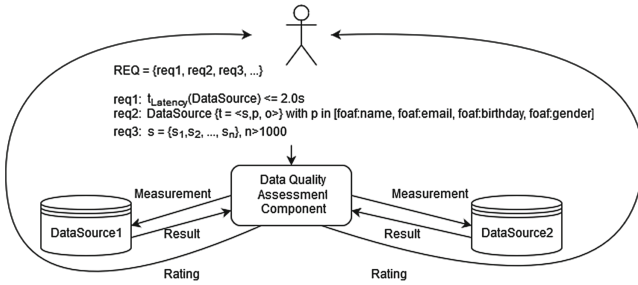 REQ = {req1, req2, req3, ...}
req1: tLatency(DataSource) <= 2.0s
req2: DataSource {t = <s,p, o>} with p in [foaf:name, foaf:email, foaf:birthday, foaf:gender]
req3: s = {s1,s2, ..., sn}, n>1000
Data Quality
Assessment
Component
Measurement
Measurement
DataSource1
Result
Result
DataSource2
Rating
Rating